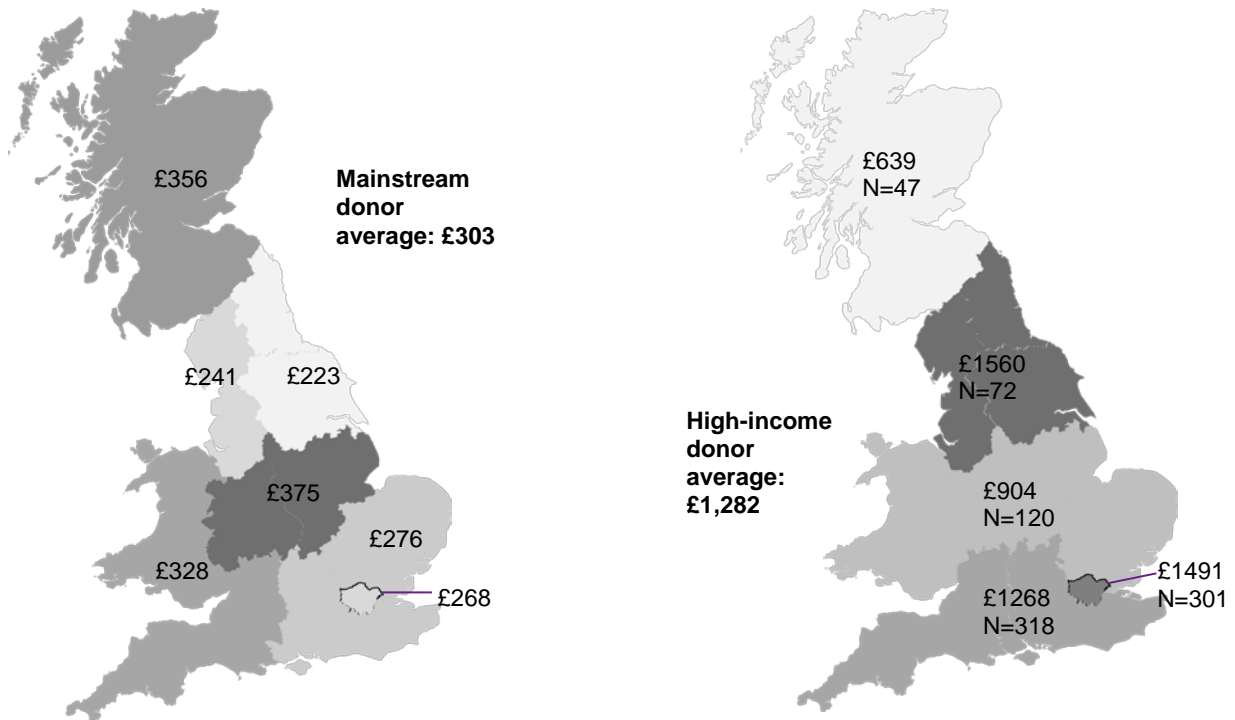 £356
Mainstream
donor
average: £303
£241
£223
£375
£276
£328
£268
£639
N=47
£1560
N=72
High-income
donor
average:
£1,282
£904
N=120
£1491
N=301
£1268
N=318